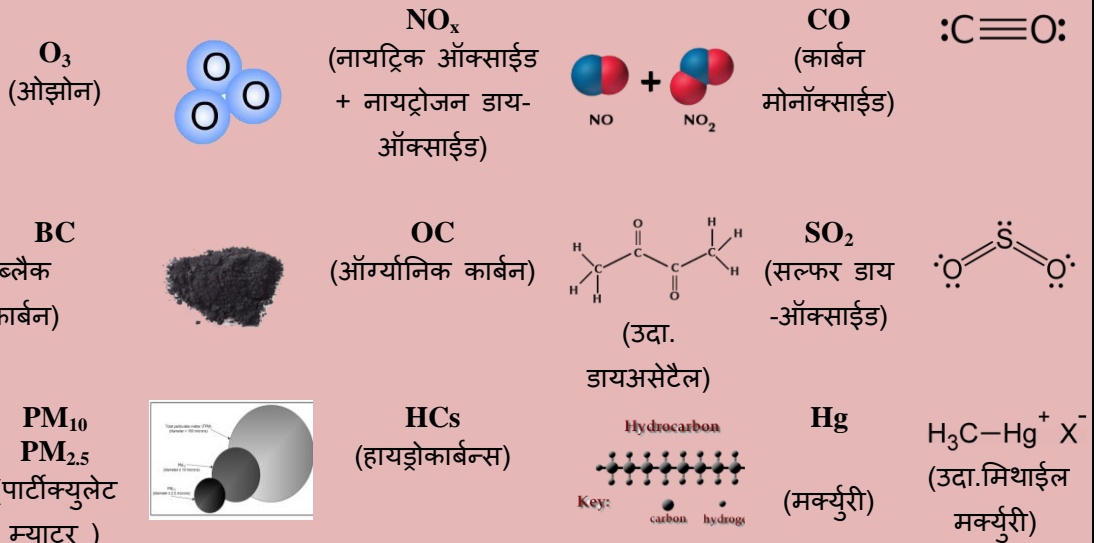 O₃
(ओझोन)
O
O
O
NOₓ
(नायट्रिक ऑक्साईड
+ नायट्रोजन डाय-
ऑक्साईड)
+
NO
NO₂
CO
(कार्बन
मोनॉक्साईड)
:C≡O:
BC
ब्लैक
कार्बन)
OC
(ऑर्ग्यानिक कार्बन)
O
H
H
H
C
C
C
C
H
H
H
O
(उदा.
डायअसेटैल)
SO₂
(सल्फर डाय
-ऑक्साईड)
S
O
O
PM₁₀
PM₂.₅
(पार्टीक्युलेट
म्याटर )
HCs
(हायड्रोकार्बन्स)
Hydrocarbon
Key:
carbon
Hg
(मर्क्युरी)
H₃C–Hg⁺ X⁻
(उदा.मिथाईल
मर्क्युरी)